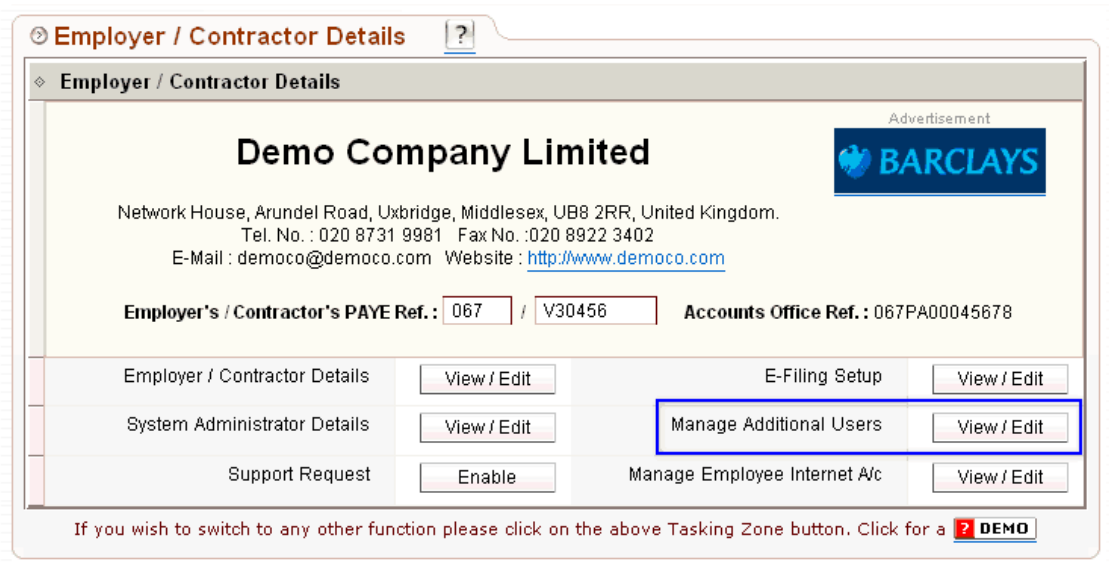 Employer / Contractor Details ?
Employer / Contractor Details
Advertisement
BARCLAYS
Demo Company Limited
Network House, Arundel Road, Uxbridge, Middlesex, UB8 2RR, United Kingdom.
Tel. No. : 020 8731 9981 Fax No. :020 8922 3402
E-Mail : democo@democo.com Website : http://www.democo.com
Employer's / Contractor's PAYE Ref. : 067 / V30456 Accounts Office Ref. : 067PA00045678
Employer / Contractor Details View / Edit E-Filing Setup View / Edit
System Administrator Details View / Edit Manage Additional Users View / Edit
Support Request Enable Manage Employee Internet A/c View / Edit
If you wish to switch to any other function please click on the above Tasking Zone button. Click for a ? DEMO